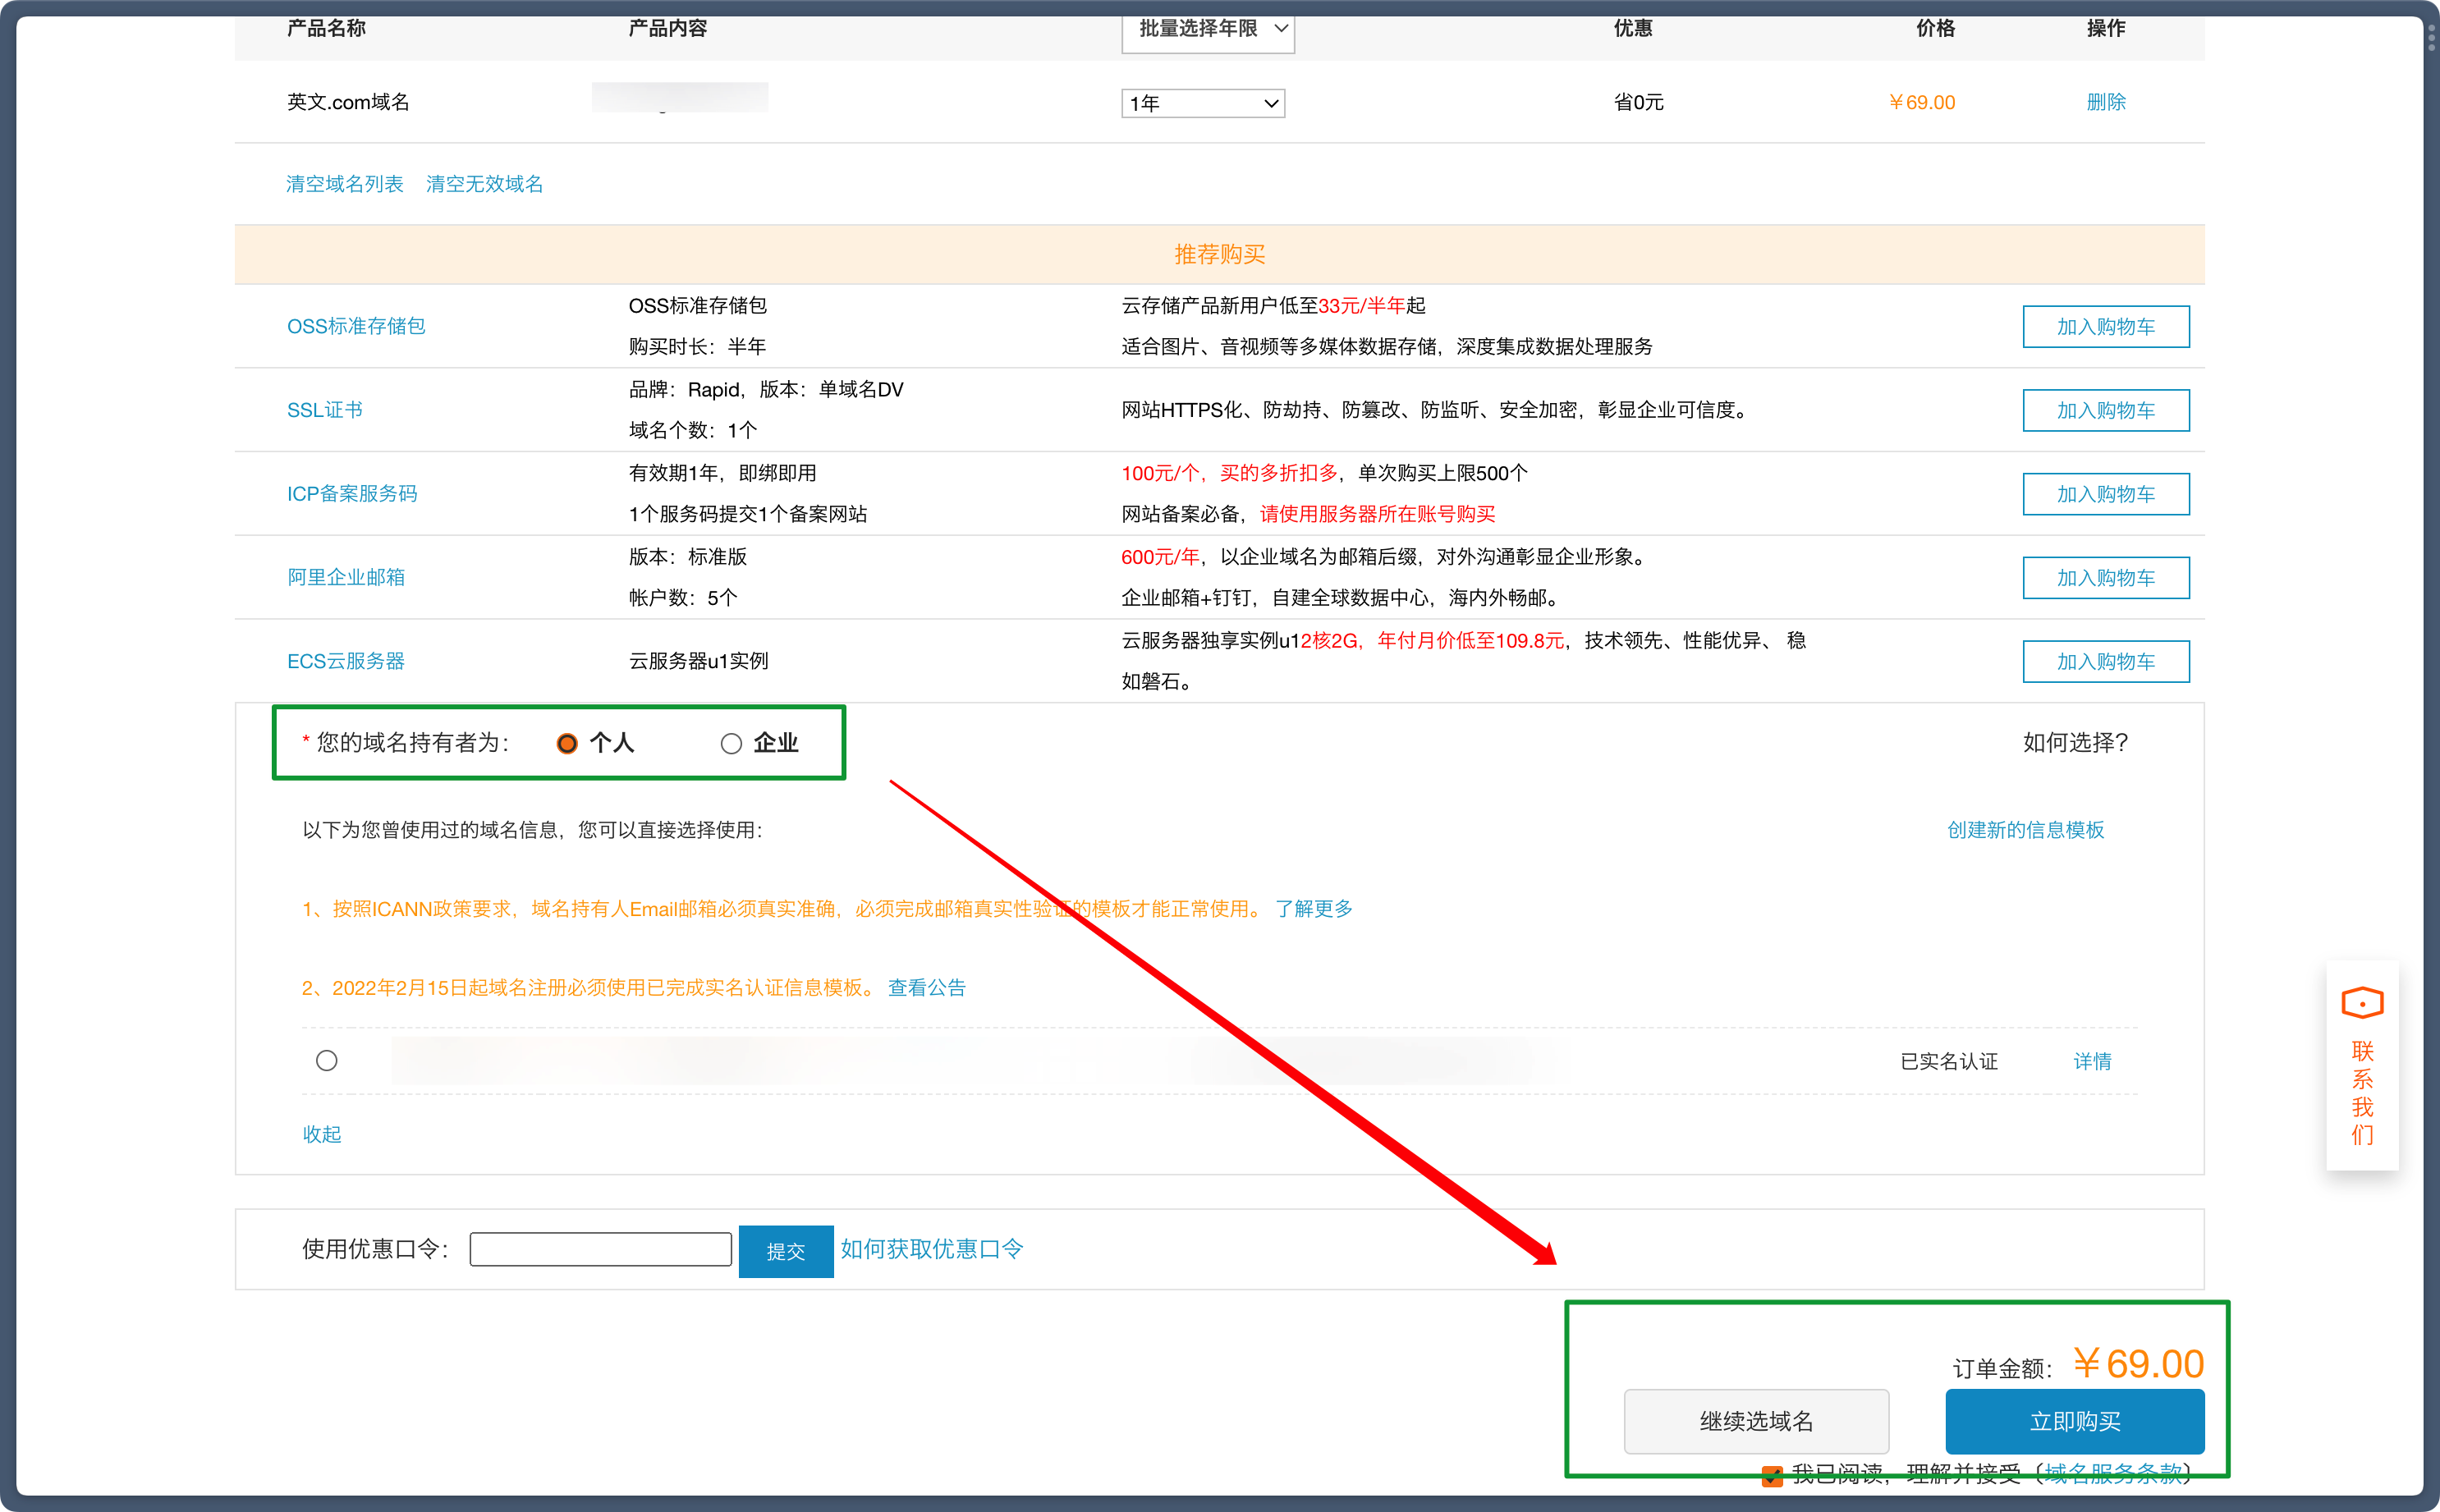 产品名称 产品内容 批量选择年限 优惠 价格 操作
英文.com域名 1年 省0元 ￥69.00 删除
清空域名列表 清空无效域名
推荐购买
OSS标准存储包
OSS标准存储包
购买时长：半年
云存储产品新用户低至33元/半年起
适合图片、音视频等多媒体数据存储，深度集成数据处理服务
加入购物车
SSL证书
品牌：Rapid，版本：单域名DV
域名个数：1个
网站HTTPS化、防劫持、防篡改、防监听、安全加密，彰显企业可信度。
加入购物车
ICP备案服务码
有效期1年，即绑即用
1个服务码提交1个备案网站
100元/个，买的多折扣多，单次购买上限500个
网站备案必备，请使用服务器所在账号购买
加入购物车
阿里企业邮箱
版本：标准版
帐户数：5个
600元/年，以企业域名为邮箱后缀，对外沟通彰显企业形象。
企业邮箱+钉钉，自建全球数据中心，海内外畅邮。
加入购物车
ECS云服务器
云服务器u1实例
云服务器独享实例u12核2G，年付月价低至109.8元，技术领先、性能优异、 稳
如磐石。
加入购物车
* 您的域名持有者为： 个人 企业 如何选择?
以下为您曾使用过的域名信息，您可以直接选择使用： 创建新的信息模板
1、按照ICANN政策要求，域名持有人Email邮箱必须真实准确，必须完成邮箱真实性验证的模板才能正常使用。 了解更多
2、2022年2月15日起域名注册必须使用已完成实名认证信息模板。 查看公告
已实名认证 详情
收起
使用优惠口令： 提交 如何获取优惠口令
订单金额：￥69.00
继续选域名 立即购买
我已阅读，理解并接受（域名服务条款）
联
系
我
们